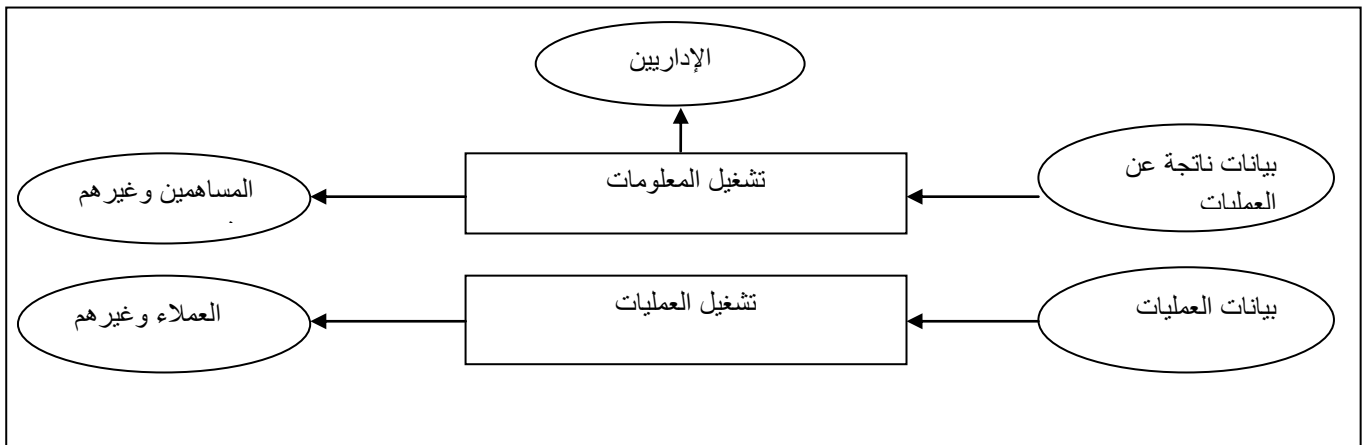 الإداريين
بيانات ناتجة عن
العمليات
تشغيل المعلومات
المساهمين وغيرهم
بيانات العمليات
تشغيل العمليات
العملاء وغيرهم